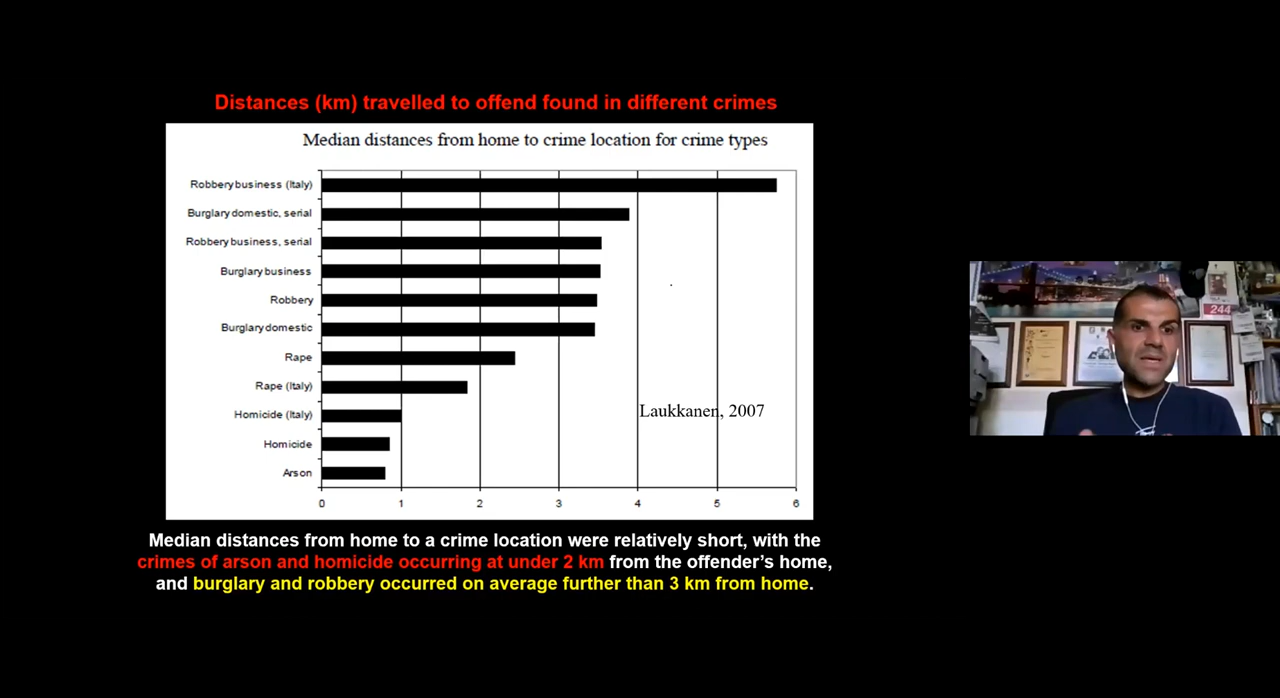 Distances (km) travelled to offend found in different crimes
Median distances from home to crime location for crime types
Robbery business (Italy)
Burglary domestic, serial
Robbery business, serial
Burglary business
Robbery
Burglary domestic
Rape
Rape (Italy)
Homicide (Italy)
Homicide
Arson
Laukkanen, 2007
0 1 2 3 4 5 6
Median distances from home to a crime location were relatively short, with the
crimes of arson and homicide occurring at under 2 km from the offender's home,
and burglary and robbery occurred on average further than 3 km from home.
244